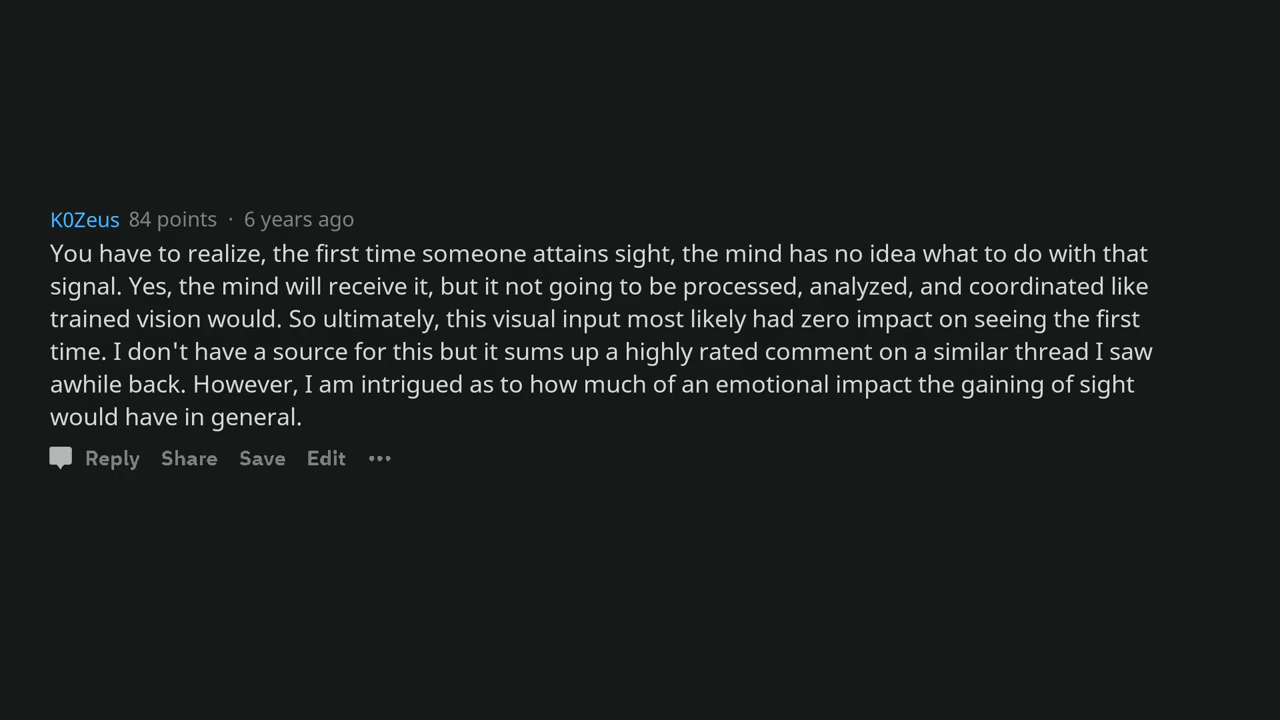 K0Zeus 84 points · 6 years ago
You have to realize, the first time someone attains sight, the mind has no idea what to do with that
signal. Yes, the mind will receive it, but it not going to be processed, analyzed, and coordinated like
trained vision would. So ultimately, this visual input most likely had zero impact on seeing the first
time. I don't have a source for this but it sums up a highly rated comment on a similar thread I saw
awhile back. However, I am intrigued as to how much of an emotional impact the gaining of sight
would have in general.
Reply Share Save Edit •••